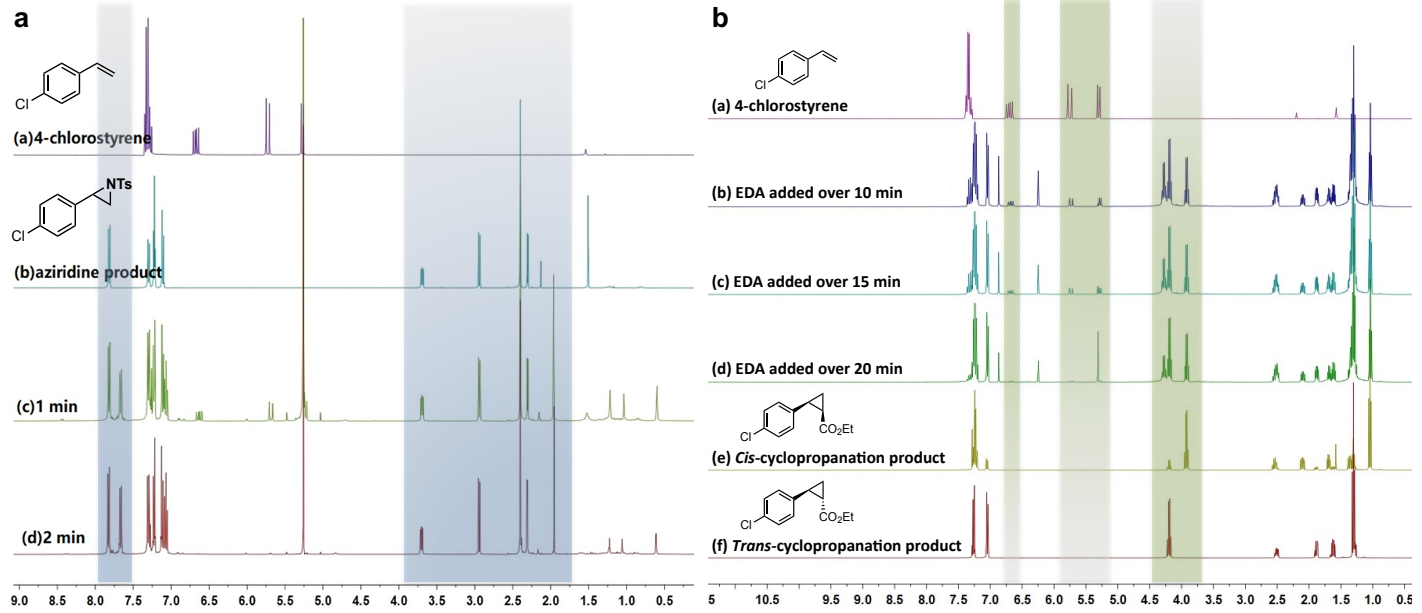 a
Cl
(a)4-chlorostyrene
NTs
Cl
(b)aziridine product
(c)1 min
(d)2 min
9.0 8.5 8.0 7.5 7.0 6.5 6.0 5.5 5.0 4.5 4.0 3.5 3.0 2.5 2.0 1.5 1.0 0.5
b
Cl
(a) 4-chlorostyrene
(b) EDA added over 10 min
(c) EDA added over 15 min
(d) EDA added over 20 min
Cl
CO2Et
(e) Cis-cyclopropanation product
Cl
CO2Et
(f) Trans-cyclopropanation product
5 10.5 9.5 9.0 8.5 8.0 7.5 7.0 6.5 6.0 5.5 5.0 4.5 4.0 3.5 3.0 2.5 2.0 1.5 1.0 0.5